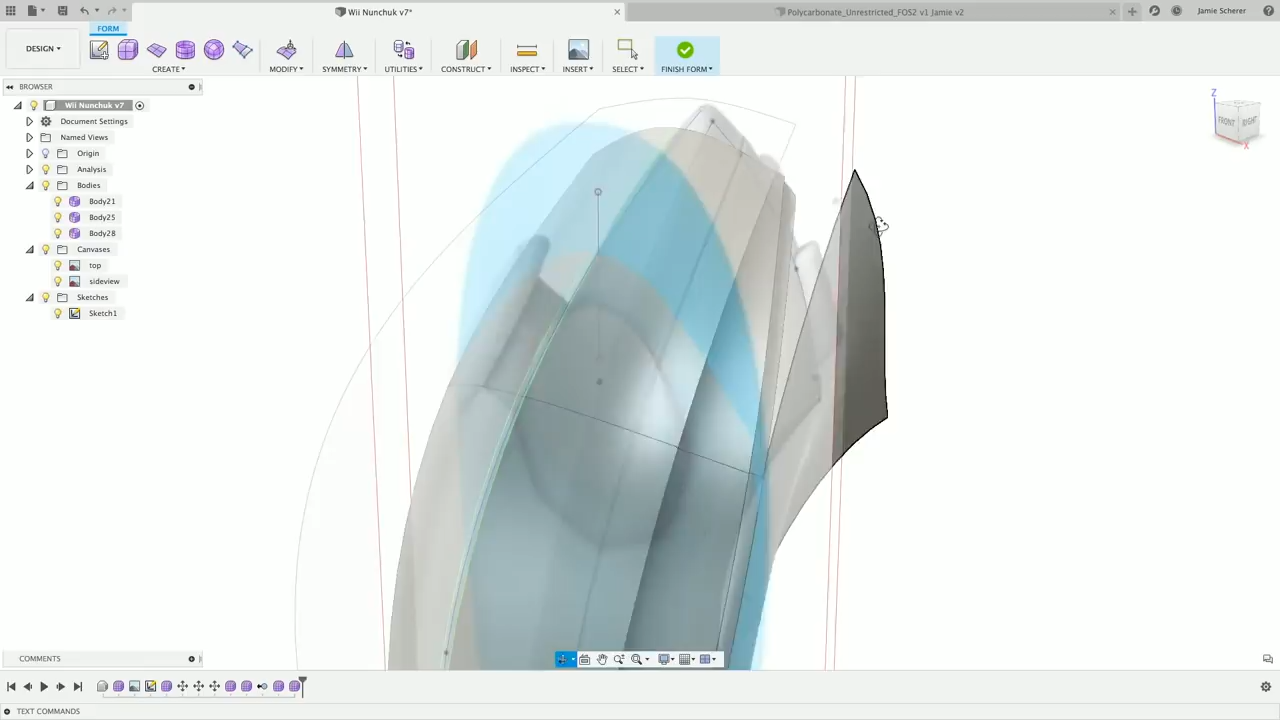 Wii Nunchuk v7*
Polycarbonate_Unrestricted_FOS2 v1 Jamie v2
Jamie Scherer
FORM
DESIGN
CREATE
MODIFY
SYMMETRY
UTILITIES
CONSTRUCT
INSPECT
INSERT
SELECT
FINISH FORM
BROWSER
Wii Nunchuk v7
Document Settings
Named Views
Origin
Analysis
Bodies
Body21
Body25
Body28
Canvases
top
sideview
Sketches
Sketch1
Z
FRONT
RIGHT
X
COMMENTS
TEXT COMMANDS